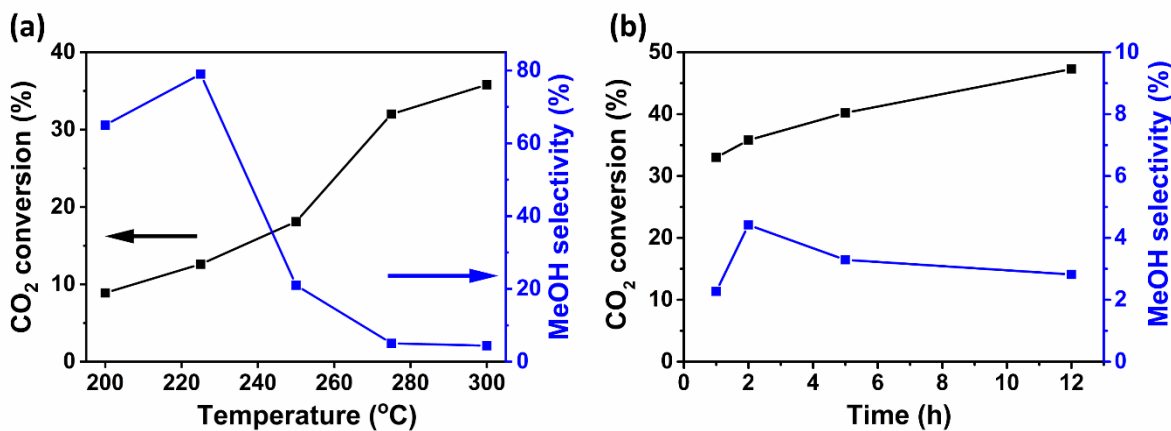 (a)
CO2 conversion (%)
40
30
20
10
0
200 220 240 260 280 300
Temperature (oC)
80
60
40
20
0
MeOH selectivity (%)
(b)
CO2 conversion (%)
50
40
30
20
10
0
0 2 4 6 8 10 12
Time (h)
10
8
6
4
2
0
MeOH selectivity (%)